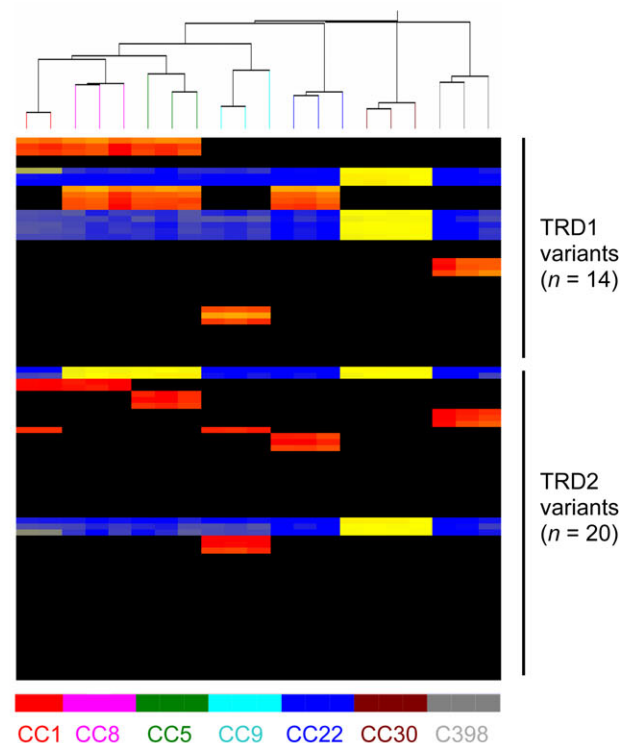 TRD1
variants
(n = 14)
TRD2
variants
(n = 20)
CC1 CC8 CC5 CC9 CC22 CC30 C398